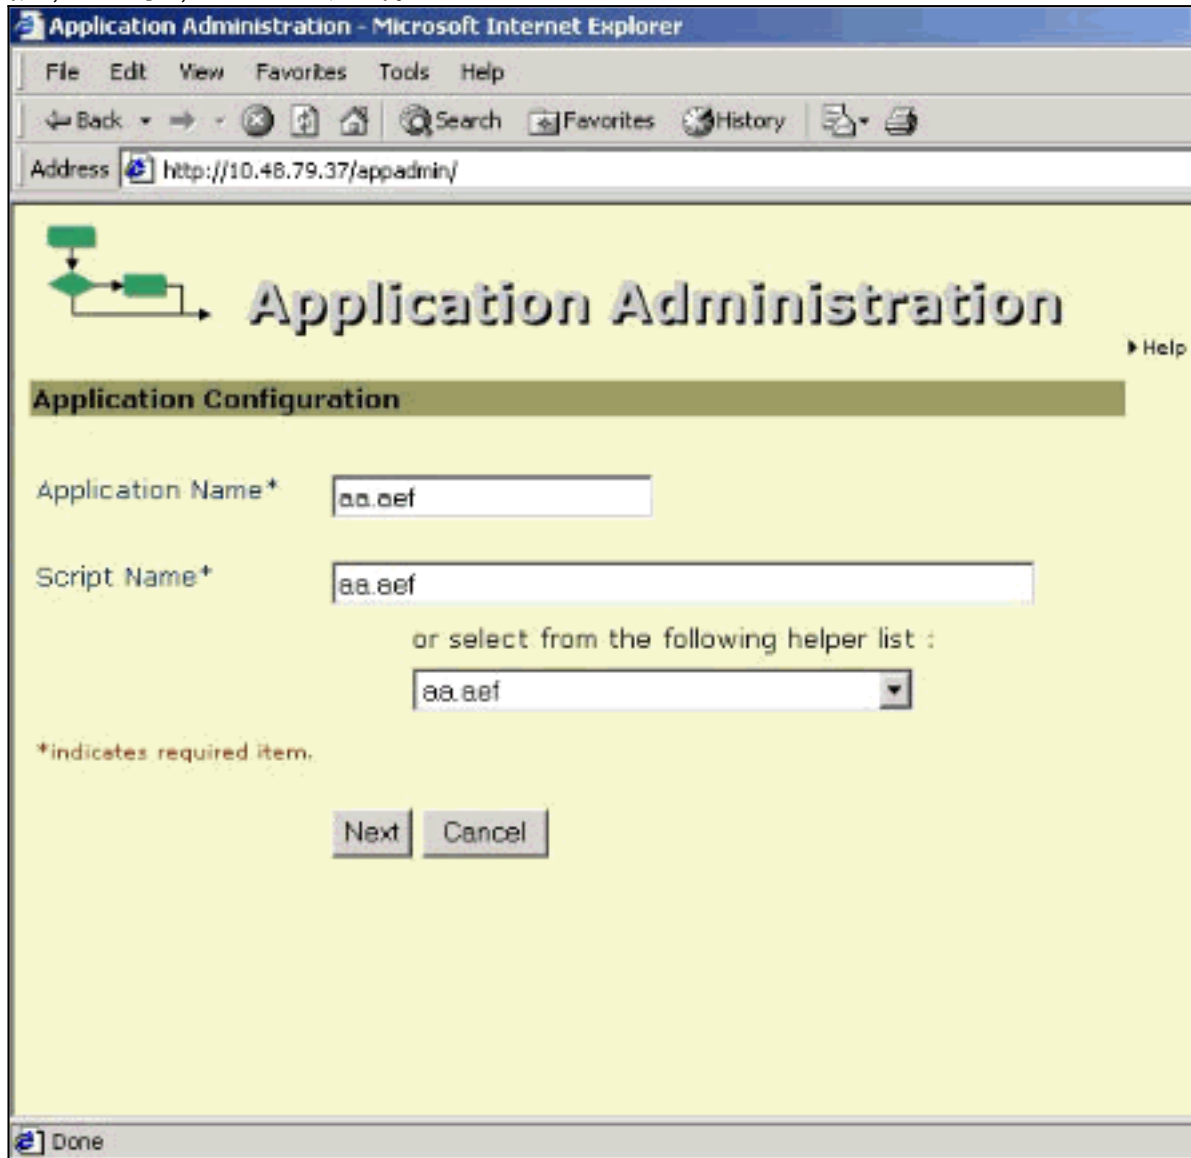 Application Administration - Microsoft Internet Explorer
File Edit View Favorites Tools Help
Back Search Favorites History
Address http://10.48.79.37/appadmin/
Application Administration
Help
Application Configuration
Application Name* aa.aef
Script Name* aa.aef
or select from the following helper list :
aa.aef
*indicates required item.
Next Cancel
Done